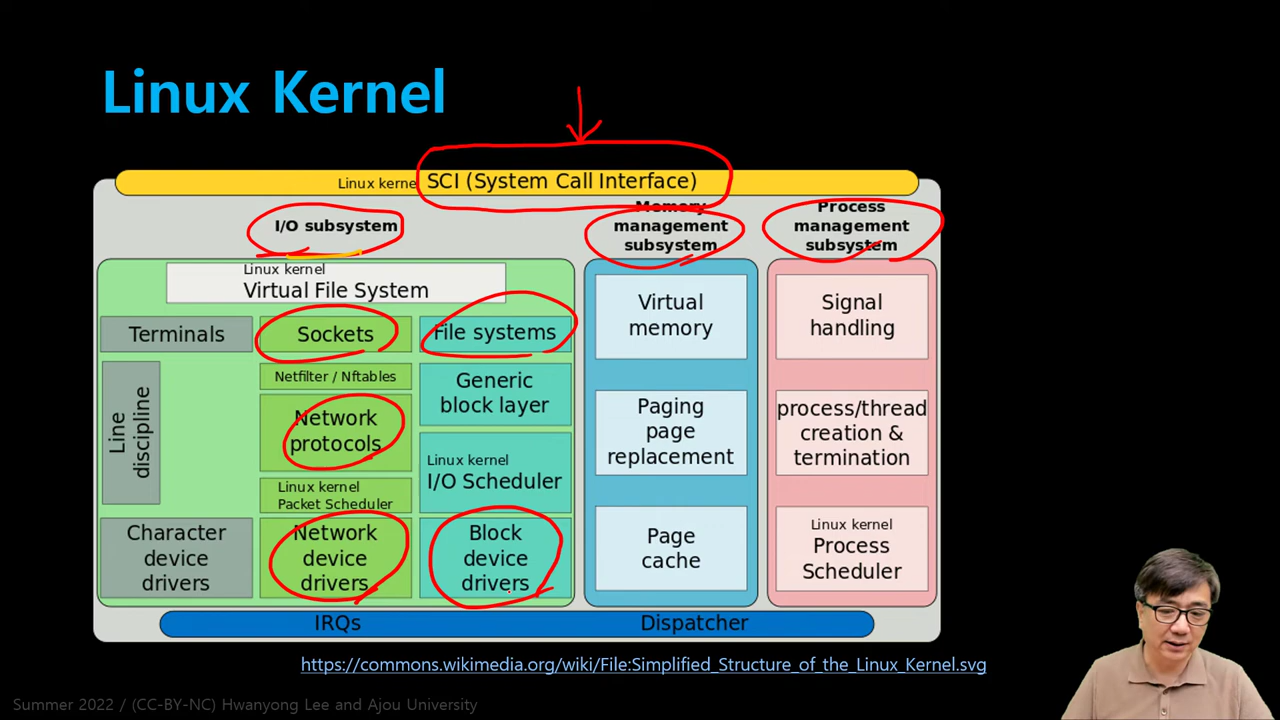 Linux Kernel
Linux kerne SCI (System Call Interface)
I/O subsystem
Memory
management
subsystem
Process
management
subsystem
Linux kernel
Virtual File System
Terminals
Sockets
File systems
Line
discipline
Netfilter / Nftables
Network
protocols
Linux kernel
Packet Scheduler
Generic
block layer
Linux kernel
I/O Scheduler
Character
device
drivers
Network
device
drivers
Block
device
drivers
Virtual
memory
Paging
page
replacement
Page
cache
Signal
handling
process/thread
creation &
termination
Linux kernel
Process
Scheduler
IRQs
Dispatcher
https://commons.wikimedia.org/wiki/File:Simplified_Structure_of_the_Linux_Kernel.svg
Summer 2022 / (CC-BY-NC) Hwanyong Lee and Ajou University